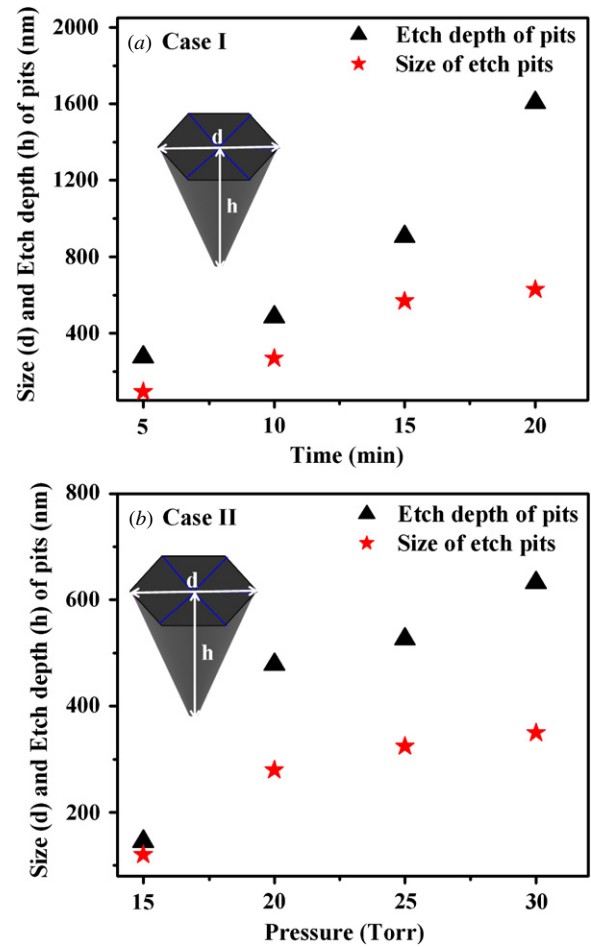 (a) Case I
Etch depth of pits
Size of etch pits
Size (d) and Etch depth (h) of pits (nm)
2000
1600
1200
800
400
d
h
5 10 15 20
Time (min)
(b) Case II
Etch depth of pits
Size of etch pits
Size (d) and Etch depth (h) of pits (nm)
800
600
400
200
d
h
15 20 25 30
Pressure (Torr)